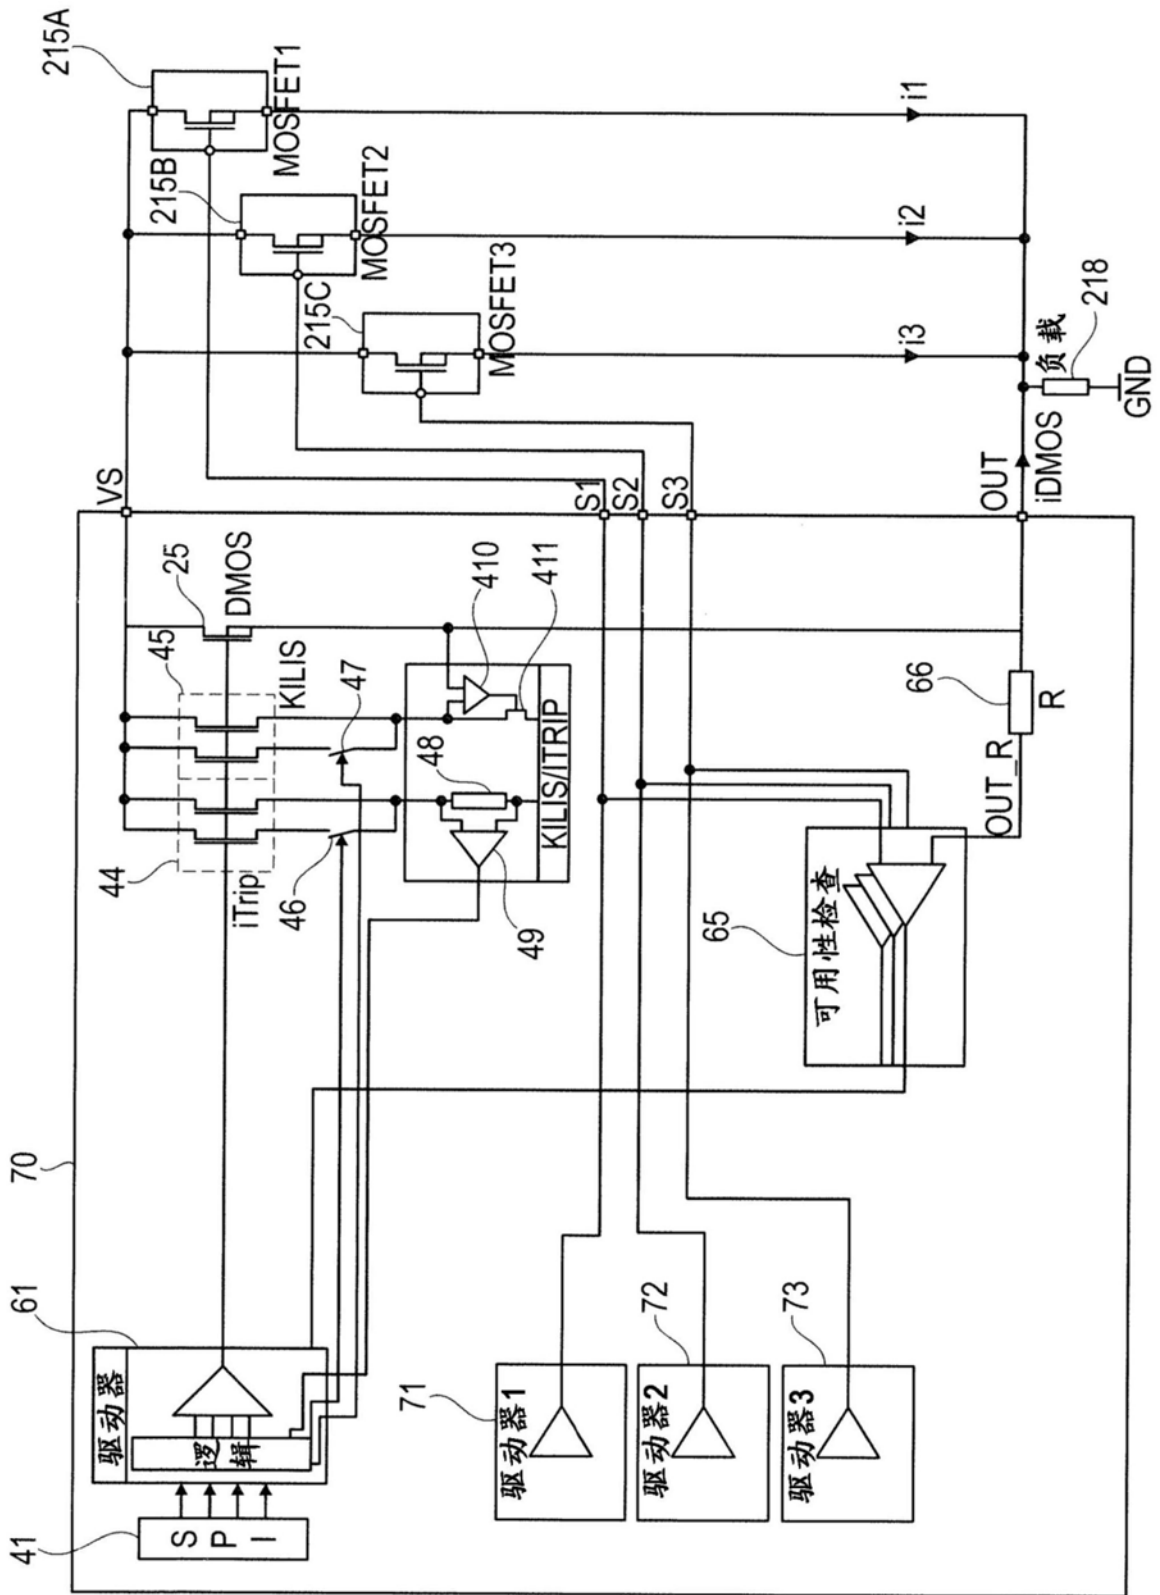 70
41
S
P
I
61
驱动器
逻辑
44
iTrip
45
KILIS
25
DMOS
VS
46
47
48
49
410
411
KILIS/ITRIP
215A
MOSFET1
215B
MOSFET2
215C
MOSFET3
i1
i2
i3
S1
S2
S3
71
驱动器1
72
驱动器2
73
驱动器3
65
可用性检查
OUT_R
66
R
OUT
iDMOS
负载
218
GND